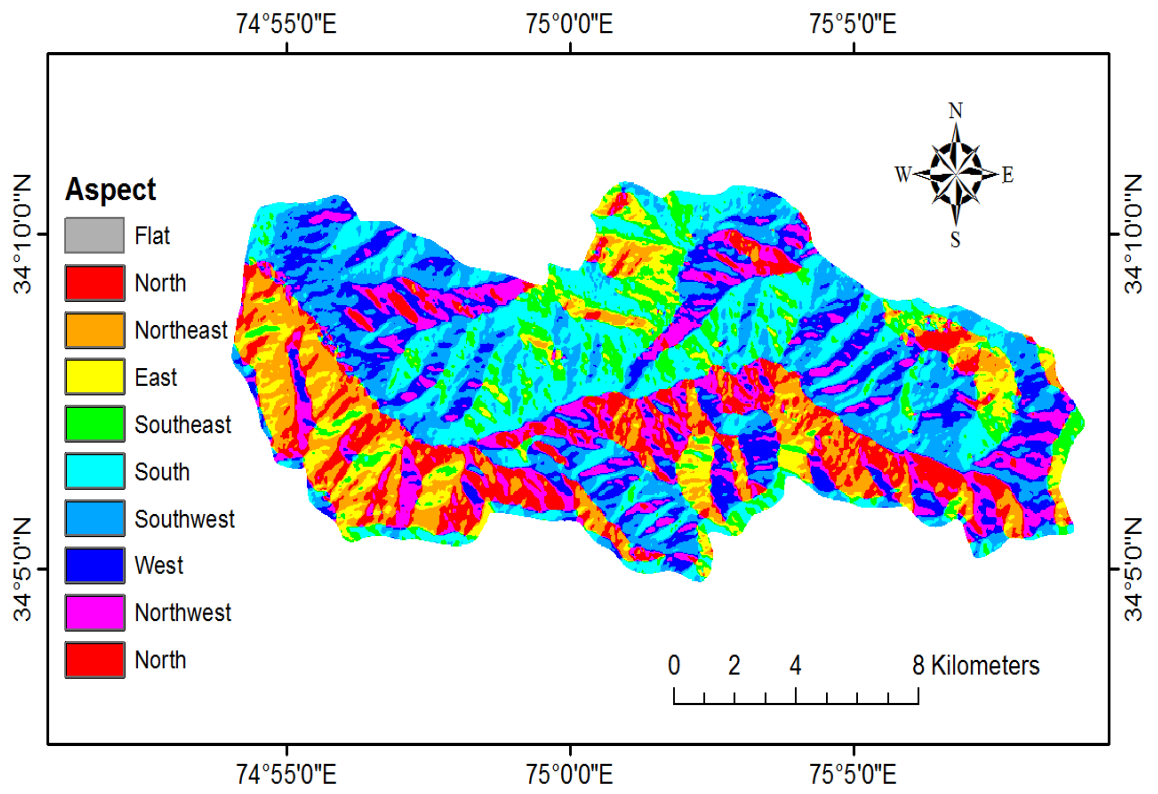 74°55'0"E 75°0'0"E 75°5'0"E
N
W E
S
34°10'0"N 34°10'0"N
Aspect
Flat
North
Northeast
East
Southeast
South
Southwest
West
Northwest
North
34°5'0"N 34°5'0"N
0 2 4 8 Kilometers
74°55'0"E 75°0'0"E 75°5'0"E